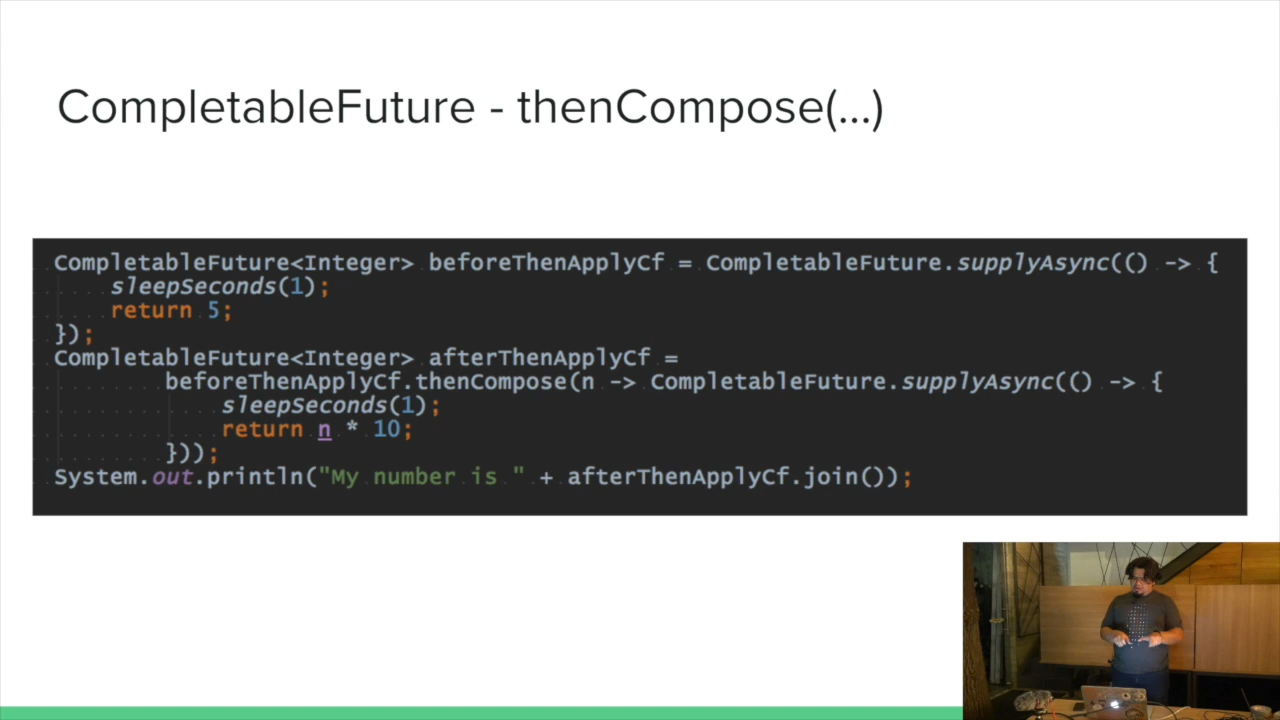 CompletableFuture - thenCompose(...)
CompletableFuture<Integer> beforeThenApplyCf = CompletableFuture.supplyAsync(() -> {
sleepSeconds(1);
return 5;
});
CompletableFuture<Integer> afterThenApplyCf =
beforeThenApplyCf.thenCompose(n -> CompletableFuture.supplyAsync(() -> {
sleepSeconds(1);
return n * 10;
}));
System.out.println("My number is " + afterThenApplyCf.join());